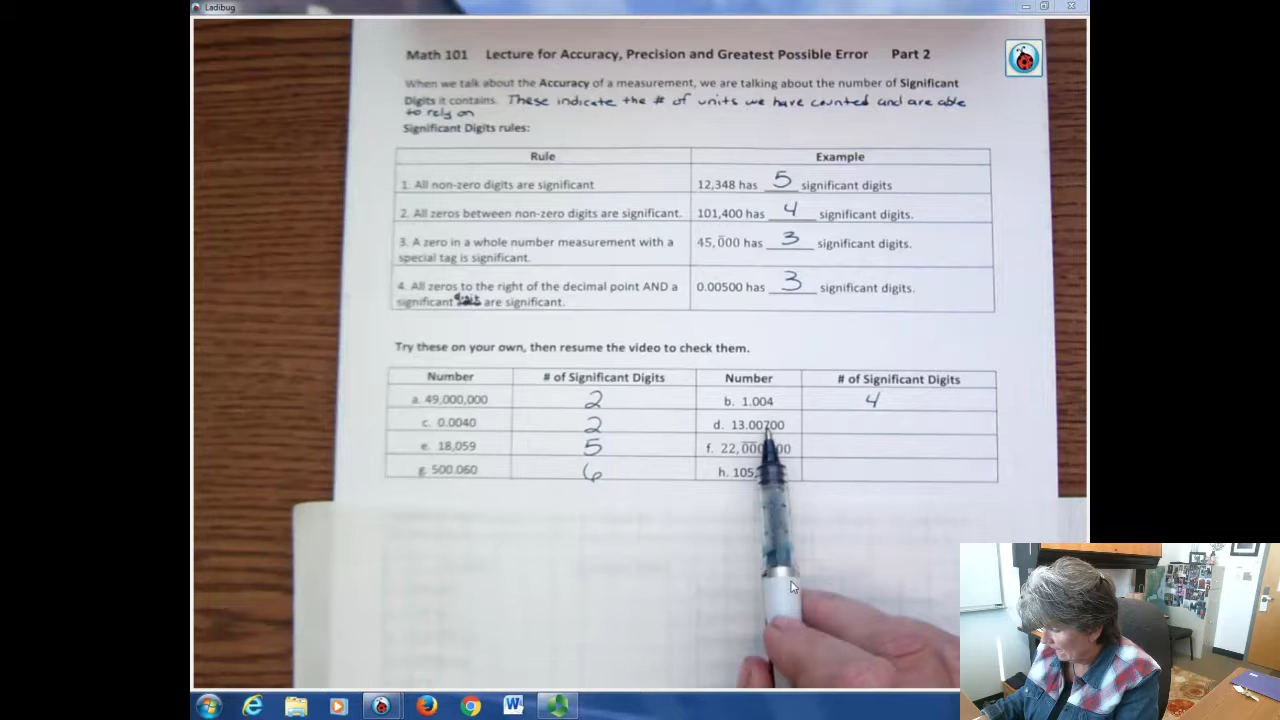 Ladibug
Math 101 Lecture for Accuracy, Precision and Greatest Possible Error Part 2
When we talk about the Accuracy of a measurement, we are talking about the number of Significant
Digits it contains. These indicate the # of units we have counted and are able
to rely on
Significant Digits rules:
Rule Example
1. All non-zero digits are significant 12,348 has 5 significant digits
2. All zeros between non-zero digits are significant. 101,400 has 4 significant digits.
3. A zero in a whole number measurement with a 45,0̅00 has 3 significant digits.
special tag is significant.
4. All zeros to the right of the decimal point AND a 0.00500 has 3 significant digits.
significant are significant.
Try these on your own, then resume the video to check them.
Number # of Significant Digits Number # of Significant Digits
a. 49,000,000 2 b. 1.004 4
c. 0.0040 2 d. 13.00700
e. 18,059 5 f. 22,
g. 500.060 6 h. 105,